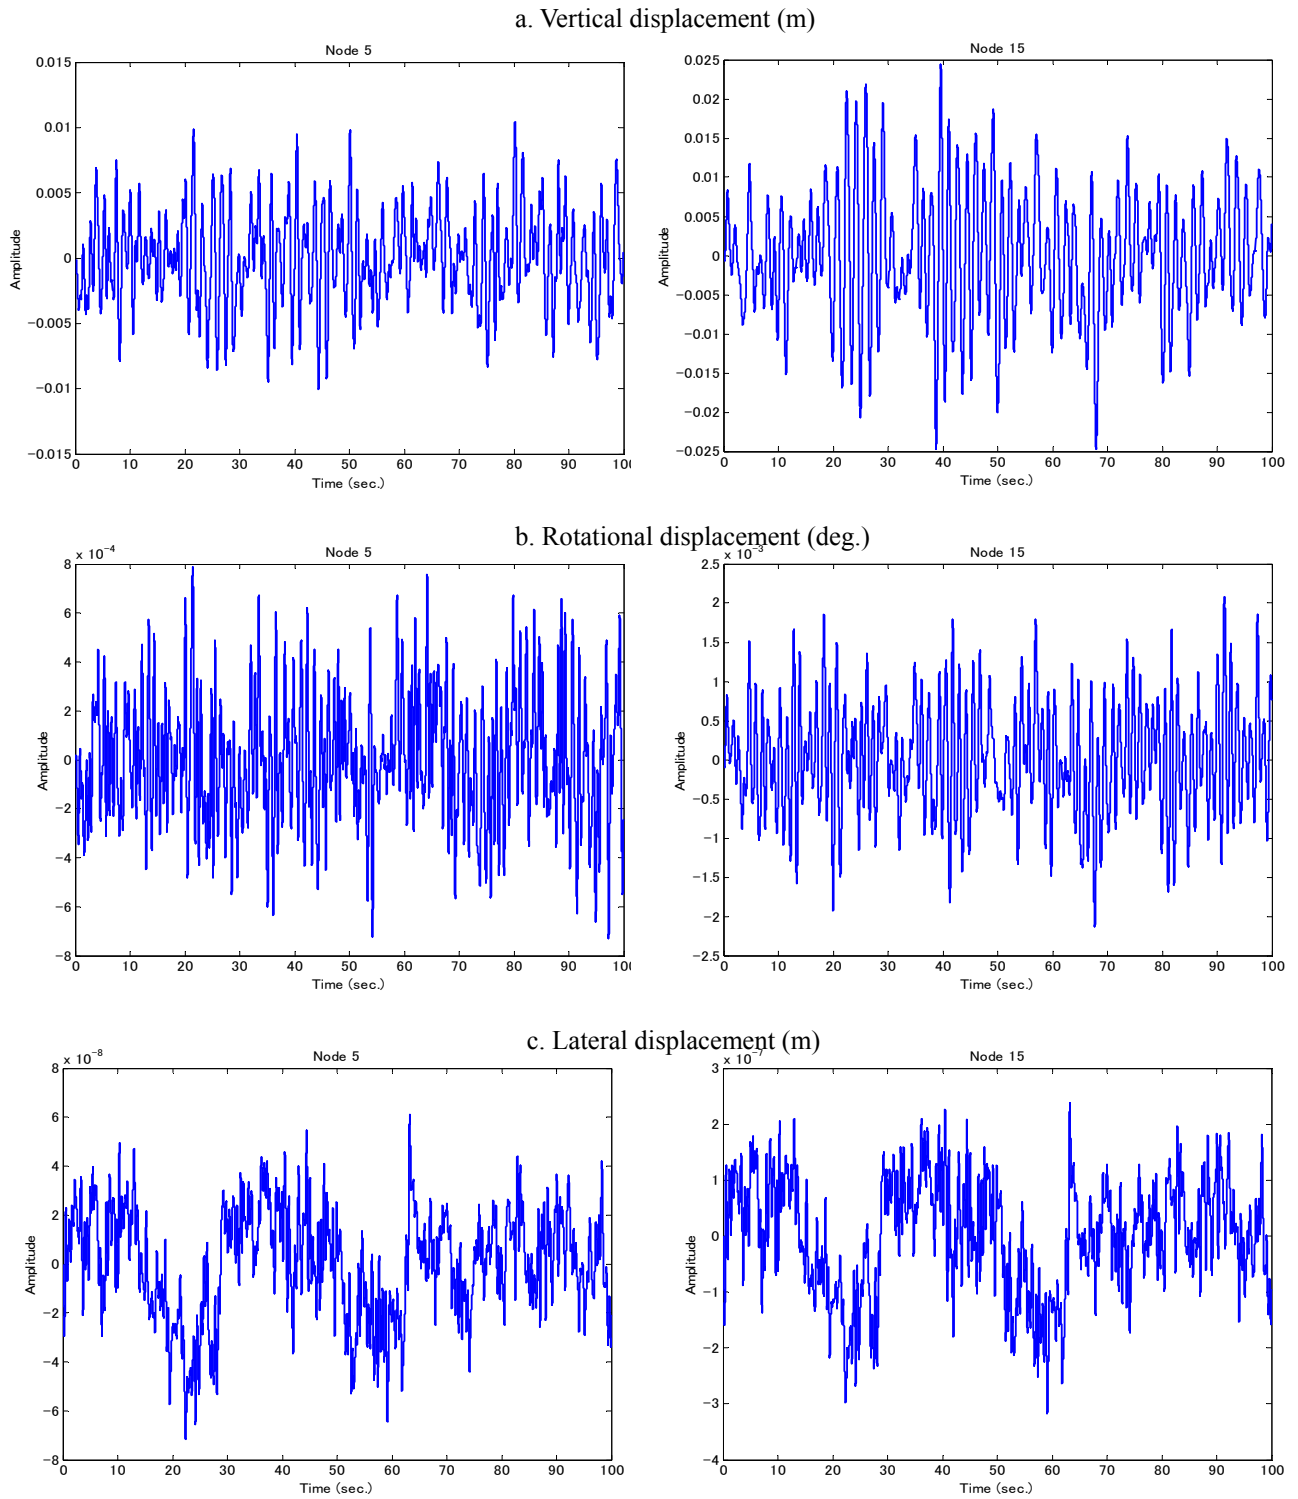 a. Vertical displacement (m)
Node 5
0.015
0.01
0.005
0
−0.005
−0.01
−0.015
Amplitude
0 10 20 30 40 50 60 70 80 90 100
Time (sec.)
Node 15
0.025
0.02
0.015
0.01
0.005
0
−0.005
−0.01
−0.015
−0.02
−0.025
Amplitude
0 10 20 30 40 50 60 70 80 90 100
Time (sec.)
b. Rotational displacement (deg.)
x 10⁻⁴
Node 5
8
6
4
2
0
−2
−4
−6
−8
Amplitude
0 10 20 30 40 50 60 70 80 90 100
Time (sec.)
x 10⁻³
Node 15
2.5
2
1.5
1
0.5
0
−0.5
−1
−1.5
−2
−2.5
Amplitude
0 10 20 30 40 50 60 70 80 90 100
Time (sec.)
c. Lateral displacement (m)
x 10⁻⁸
Node 5
8
6
4
2
0
−2
−4
−6
−8
Amplitude
0 10 20 30 40 50 60 70 80 90 100
Time (sec.)
x 10⁻⁷
Node 15
3
2
1
0
−1
−2
−3
−4
Amplitude
0 10 20 30 40 50 60 70 80 90 100
Time (sec.)